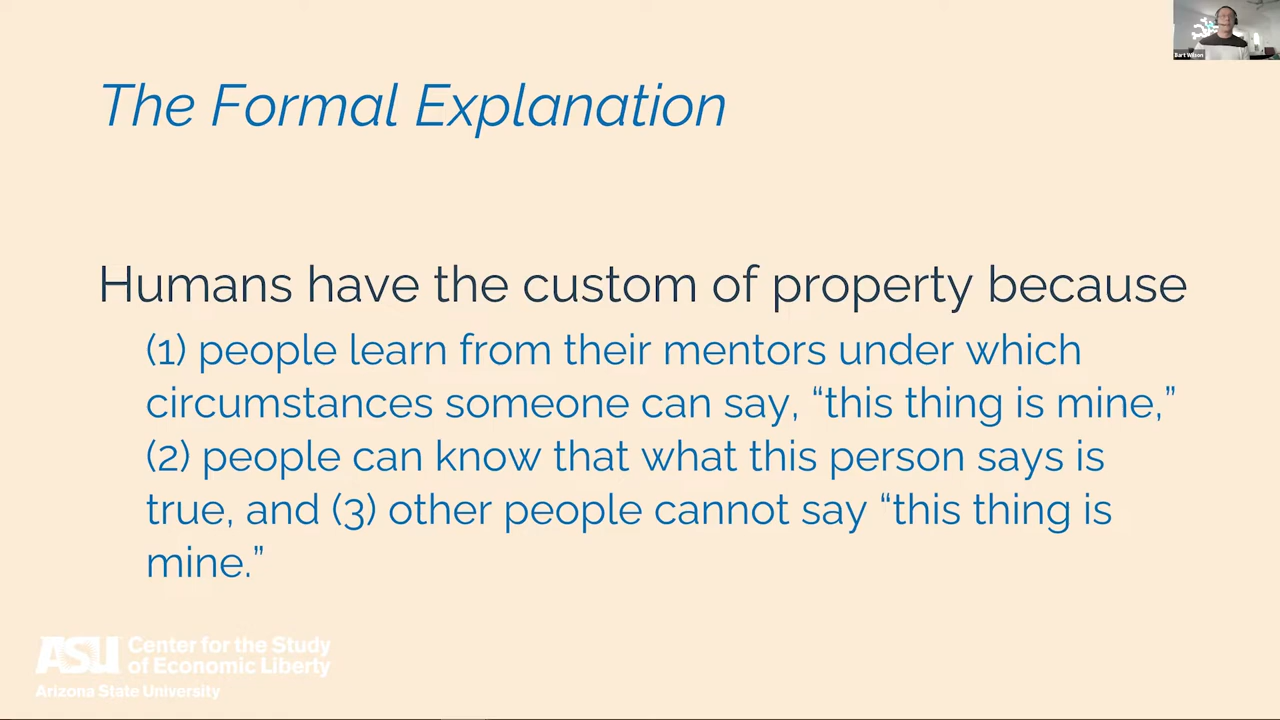 Bart Wilson
The Formal Explanation
Humans have the custom of property because
(1) people learn from their mentors under which
circumstances someone can say, “this thing is mine,”
(2) people can know that what this person says is
true, and (3) other people cannot say “this thing is
mine.”
ASU Center for the Study
of Economic Liberty
Arizona State University